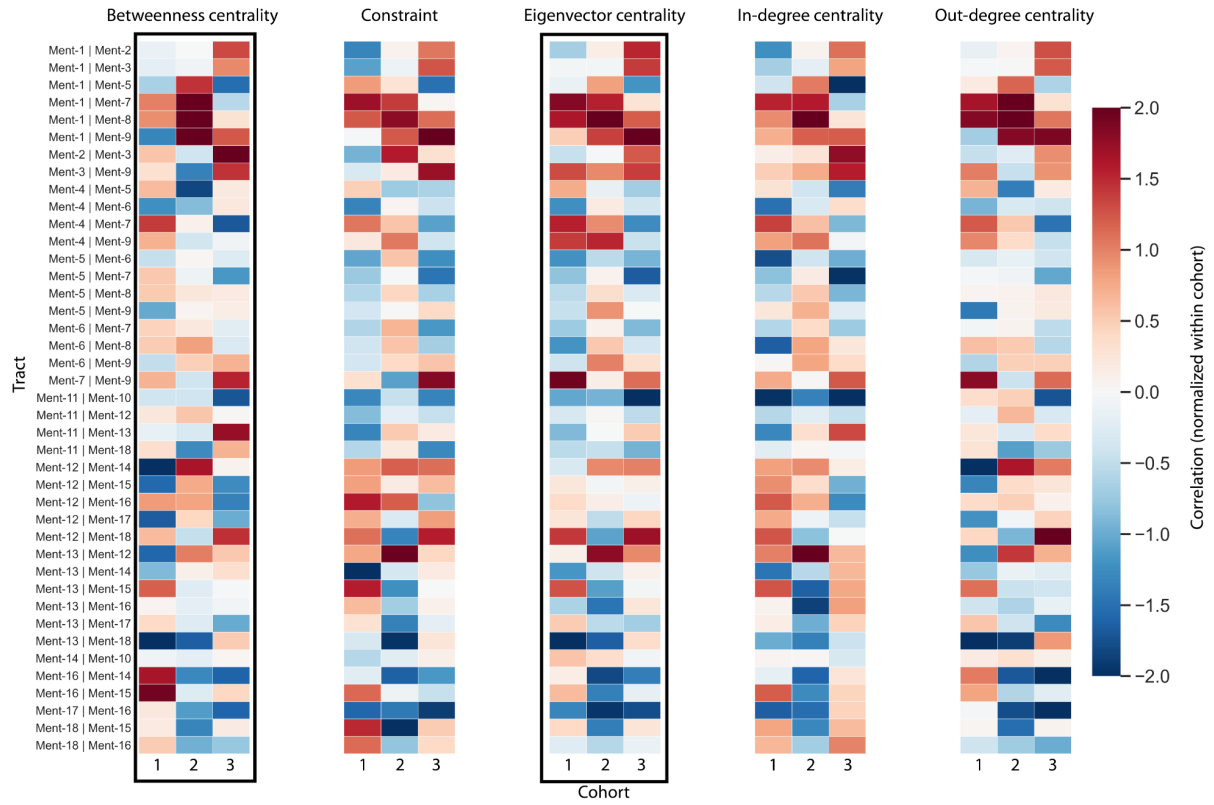 Betweenness centrality
Constraint
Eigenvector centrality
In-degree centrality
Out-degree centrality
Tract
Ment-1 | Ment-2
Ment-1 | Ment-3
Ment-1 | Ment-5
Ment-1 | Ment-7
Ment-1 | Ment-8
Ment-1 | Ment-9
Ment-2 | Ment-3
Ment-3 | Ment-9
Ment-4 | Ment-5
Ment-4 | Ment-6
Ment-4 | Ment-7
Ment-4 | Ment-9
Ment-5 | Ment-6
Ment-5 | Ment-7
Ment-5 | Ment-8
Ment-5 | Ment-9
Ment-6 | Ment-7
Ment-6 | Ment-8
Ment-6 | Ment-9
Ment-7 | Ment-9
Ment-11 | Ment-10
Ment-11 | Ment-12
Ment-11 | Ment-13
Ment-11 | Ment-18
Ment-12 | Ment-14
Ment-12 | Ment-15
Ment-12 | Ment-16
Ment-12 | Ment-17
Ment-12 | Ment-18
Ment-13 | Ment-12
Ment-13 | Ment-14
Ment-13 | Ment-15
Ment-13 | Ment-16
Ment-13 | Ment-17
Ment-13 | Ment-18
Ment-14 | Ment-10
Ment-16 | Ment-14
Ment-16 | Ment-15
Ment-17 | Ment-16
Ment-18 | Ment-15
Ment-18 | Ment-16
1 2 3
1 2 3
1 2 3
1 2 3
1 2 3
Cohort
2.0
1.5
1.0
0.5
0.0
−0.5
−1.0
−1.5
−2.0
Correlation (normalized within cohort)